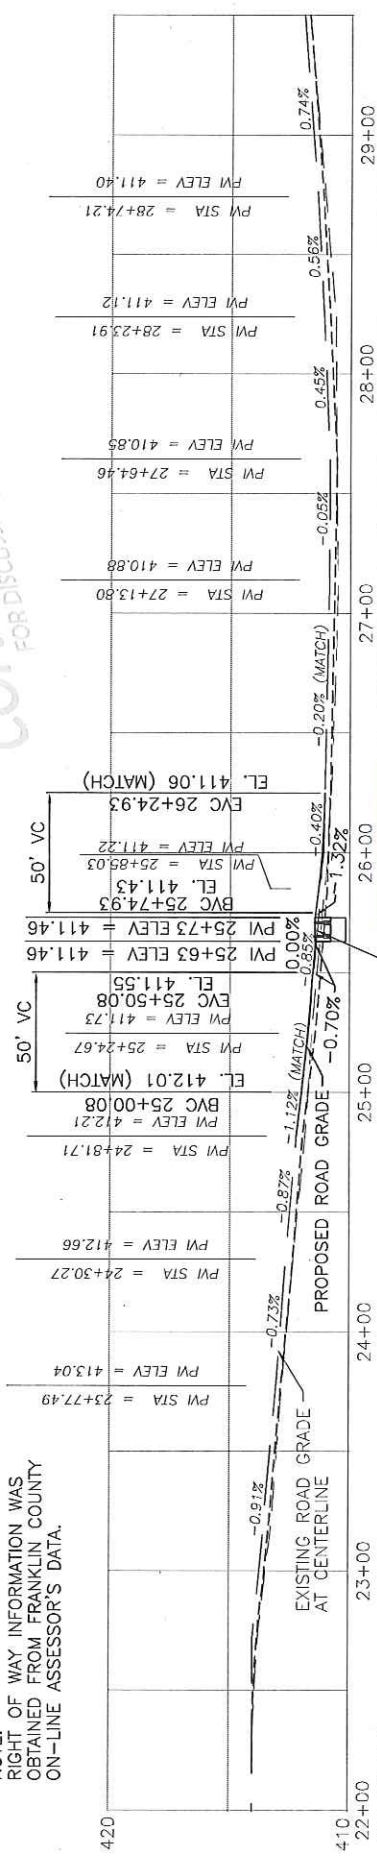 NOTE:
RIGHT OF WAY INFORMATION WAS
OBTAINED FROM FRANKLIN COUNTY
ON-LINE ASSESSOR'S DATA.
FOR DISCUSS
420
410
22+00
23+00
24+00
25+00
26+00
27+00
28+00
29+00
PVI STA = 23+77.49
PVI ELEV = 413.04
PVI STA = 24+30.27
PVI ELEV = 412.66
PVI STA = 24+81.71
PVI ELEV = 412.21
BVC 25+00.08
EL. 412.01 (MATCH)
50' VC
PVI STA = 25+24.67
PVI ELEV = 411.73
EVC 25+50.08
EL. 411.55
PVI 25+63 ELEV = 411.46
PVI 25+73 ELEV = 411.46
BVC 25+74.93
EL. 411.43
50' VC
PVI STA = 25+85.03
PVI ELEV = 411.22
EVC 26+24.93
EL. 411.06 (MATCH)
PVI STA = 27+13.80
PVI ELEV = 410.88
PVI STA = 27+64.46
PVI ELEV = 410.85
PVI STA = 28+23.91
PVI ELEV = 411.12
PVI STA = 28+74.21
PVI ELEV = 411.40
-0.91%
-0.73%
-0.87%
-1.12% (MATCH)
-0.85%
0.00%
-0.40%
-0.20% (MATCH)
-0.05%
0.45%
0.56%
0.74%
EXISTING ROAD GRADE
AT CENTERLINE
PROPOSED ROAD GRADE
-0.70%
1.32%